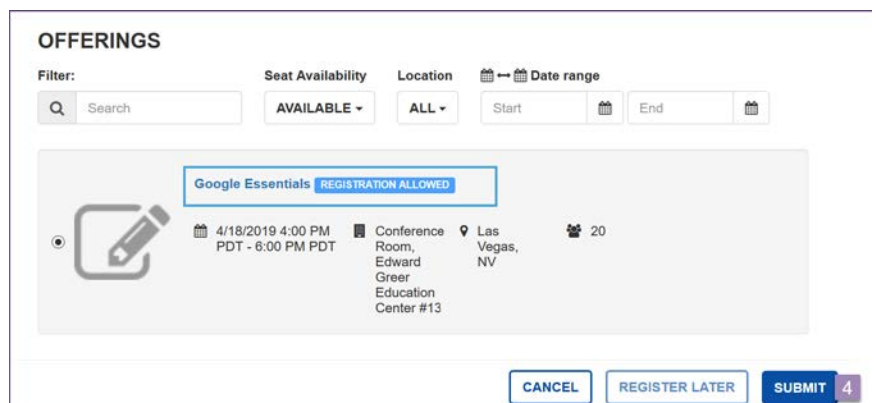 OFFERINGS
Filter: Seat Availability Location Date range
Search AVAILABLE ALL Start End
Google Essentials REGISTRATION ALLOWED
4/18/2019 4:00 PM
PDT - 6:00 PM PDT
Conference
Room,
Edward
Greer
Education
Center #13
Las
Vegas,
NV
20
CANCEL REGISTER LATER SUBMIT 4